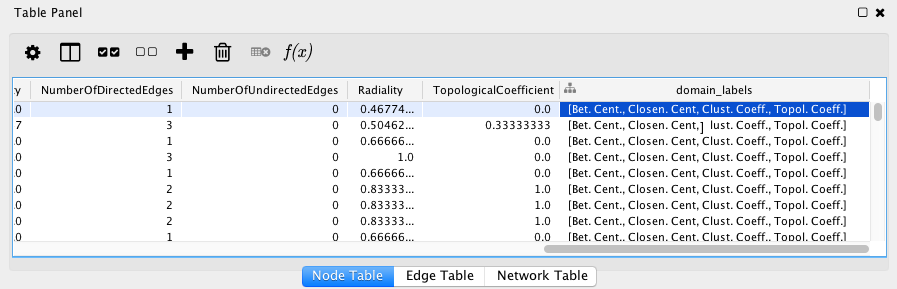 Table Panel
f(x)
y NumberOfDirectedEdges NumberOfUndirectedEdges Radiality TopologicalCoefficient domain_labels
.0 1 0 0.46774... 0.0 [Bet. Cent., Closen. Cent, Clust. Coeff., Topol. Coeff.]
7 3 0 0.50462... 0.33333333 [Bet. Cent., Closen. Cent, lust. Coeff., Topol. Coeff.]
.0 1 0 0.66666... 0.0 [Bet. Cent., Closen. Cent, Clust. Coeff., Topol. Coeff.]
.0 3 0 1.0 0.0 [Bet. Cent., Closen. Cent, Clust. Coeff., Topol. Coeff.]
.0 1 0 0.66666... 0.0 [Bet. Cent., Closen. Cent, Clust. Coeff., Topol. Coeff.]
.0 2 0 0.83333... 1.0 [Bet. Cent., Closen. Cent, Clust. Coeff., Topol. Coeff.]
.0 2 0 0.83333... 1.0 [Bet. Cent., Closen. Cent, Clust. Coeff., Topol. Coeff.]
.0 2 0 0.83333... 1.0 [Bet. Cent., Closen. Cent, Clust. Coeff., Topol. Coeff.]
.0 1 0 0.66666... 0.0 [Bet. Cent., Closen. Cent, Clust. Coeff., Topol. Coeff.]
Node Table Edge Table Network Table